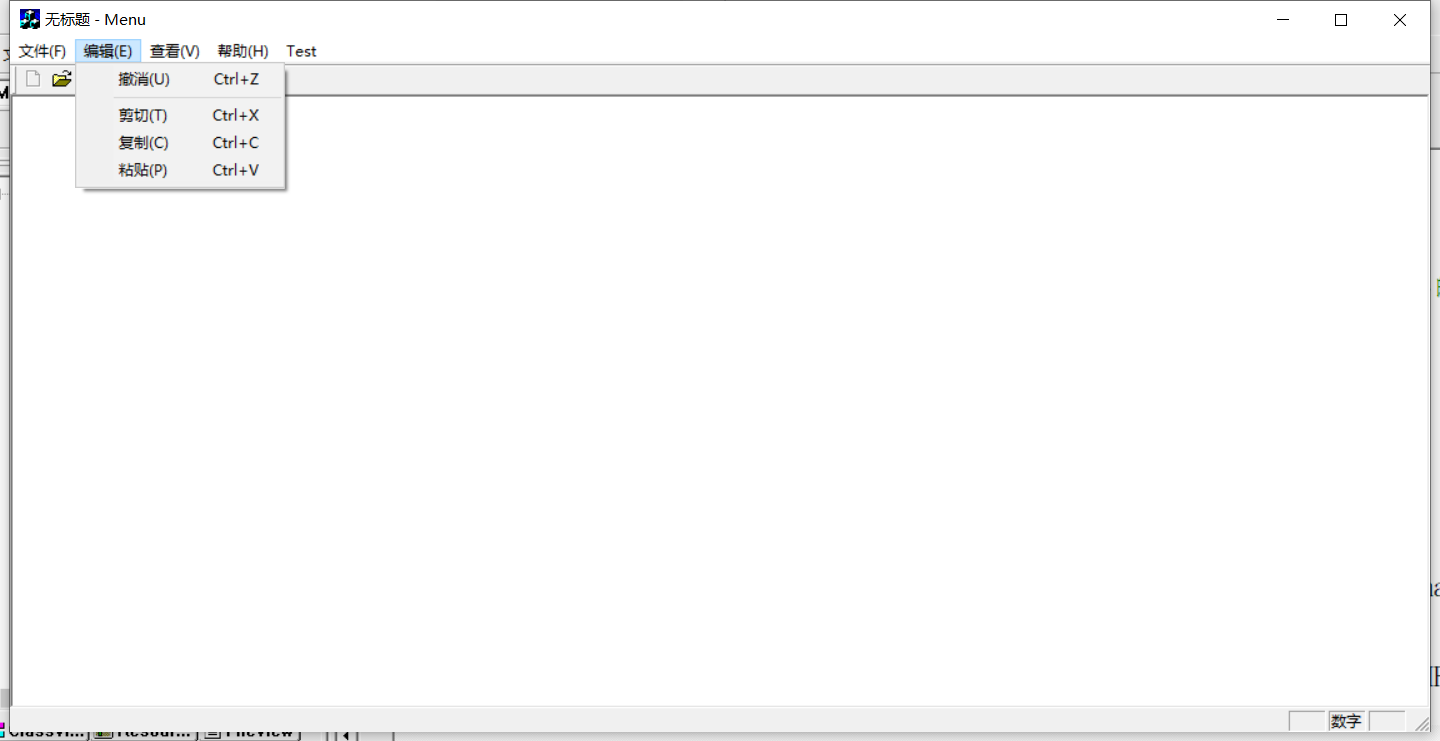 无标题 - Menu
文件(F) 编辑(E) 查看(V) 帮助(H) Test
撤消(U) Ctrl+Z
剪切(T) Ctrl+X
复制(C) Ctrl+C
粘贴(P) Ctrl+V
数字